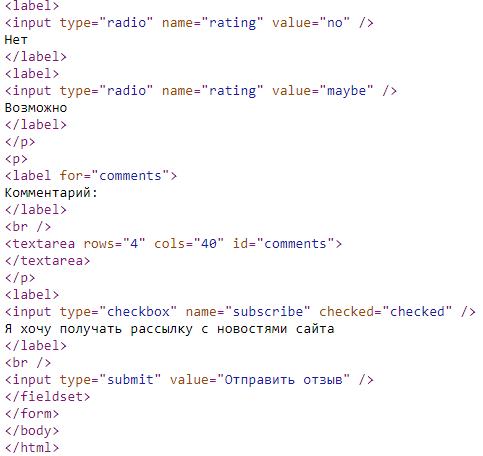 <label>
<input type="radio" name="rating" value="no" />
Нет
</label>
<label>
<input type="radio" name="rating" value="maybe" />
Возможно
</label>
</p>
<p>
<label for="comments">
Комментарий:
</label>
<br />
<textarea rows="4" cols="40" id="comments">
</textarea>
</p>
<label>
<input type="checkbox" name="subscribe" checked="checked" />
Я хочу получать рассылку с новостями сайта
</label>
<br />
<input type="submit" value="Отправить отзыв" />
</fieldset>
</form>
</body>
</html>